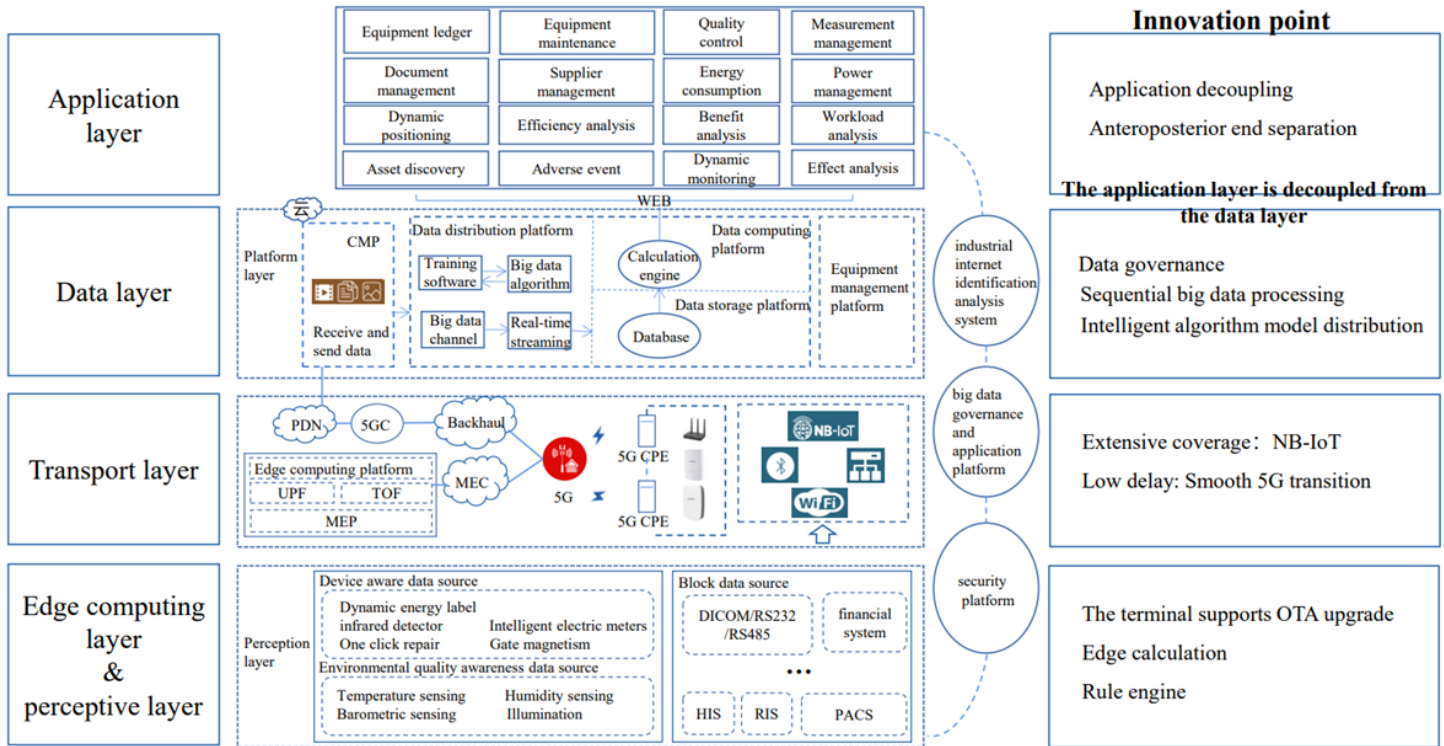 Innovation point
Application
layer
Equipment ledger
Equipment
maintenance
Quality
control
Measurement
management
Document
management
Supplier
management
Energy
consumption
Power
management
Dynamic
positioning
Efficiency analysis
Benefit
analysis
Workload
analysis
Asset discovery
Adverse event
Dynamic
monitoring
Effect analysis
Application decoupling
Anteroposterior end separation
The application layer is decoupled from
the data layer
WEB
Data layer
云
Platform
layer
CMP
Receive and
send data
Data distribution platform
Training
software
Big data
algorithm
Big data
channel
Real-time
streaming
Data computing
platform
Calculation
engine
Data storage platform
Database
Equipment
management
platform
industrial
internet
identification
analysis
system
Data governance
Sequential big data processing
Intelligent algorithm model distribution
Transport layer
PDN
5GC
Backhaul
Edge computing platform
UPF
TOF
MEP
MEC
5G
5G CPE
5G CPE
NB-IoT
WiFi
big data
governance
and
application
platform
Extensive coverage：NB-IoT
Low delay: Smooth 5G transition
Edge computing
layer
&
perceptive layer
Perception
layer
Device aware data source
Dynamic energy label
infrared detector
Intelligent electric meters
One click repair
Gate magnetism
Environmental quality awareness data source
Temperature sensing
Humidity sensing
Barometric sensing
Illumination
Block data source
DICOM/RS232
/RS485
financial
system
...
HIS
RIS
PACS
security
platform
The terminal supports OTA upgrade
Edge calculation
Rule engine